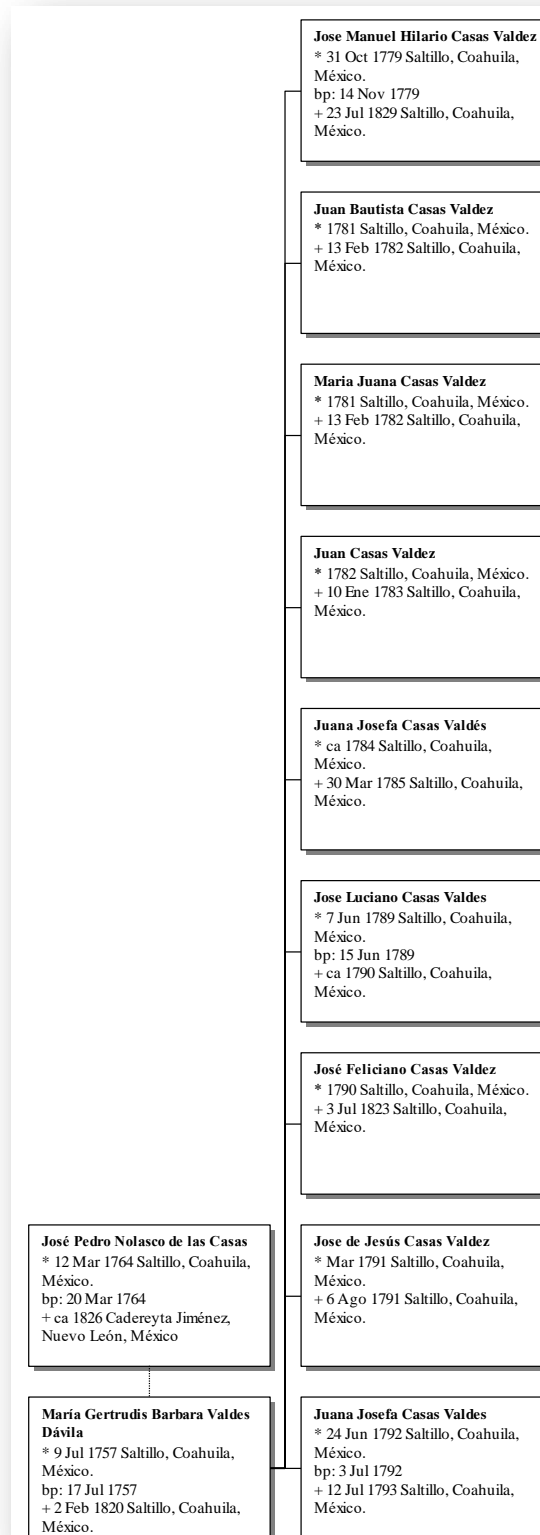 Jose Manuel Hilario Casas Valdez
* 31 Oct 1779 Saltillo, Coahuila,
México.
bp: 14 Nov 1779
+ 23 Jul 1829 Saltillo, Coahuila,
México.
Juan Bautista Casas Valdez
* 1781 Saltillo, Coahuila, México.
+ 13 Feb 1782 Saltillo, Coahuila,
México.
Maria Juana Casas Valdez
* 1781 Saltillo, Coahuila, México.
+ 13 Feb 1782 Saltillo, Coahuila,
México.
Juan Casas Valdez
* 1782 Saltillo, Coahuila, México.
+ 10 Ene 1783 Saltillo, Coahuila,
México.
Juana Josefa Casas Valdés
* ca 1784 Saltillo, Coahuila,
México.
+ 30 Mar 1785 Saltillo, Coahuila,
México.
Jose Luciano Casas Valdes
* 7 Jun 1789 Saltillo, Coahuila,
México.
bp: 15 Jun 1789
+ ca 1790 Saltillo, Coahuila,
México.
José Feliciano Casas Valdez
* 1790 Saltillo, Coahuila, México.
+ 3 Jul 1823 Saltillo, Coahuila,
México.
José Pedro Nolasco de las Casas
* 12 Mar 1764 Saltillo, Coahuila,
México.
bp: 20 Mar 1764
+ ca 1826 Cadereyta Jiménez,
Nuevo León, México
Jose de Jesús Casas Valdez
* Mar 1791 Saltillo, Coahuila,
México.
+ 6 Ago 1791 Saltillo, Coahuila,
México.
María Gertrudis Barbara Valdes
Dávila
* 9 Jul 1757 Saltillo, Coahuila,
México.
bp: 17 Jul 1757
+ 2 Feb 1820 Saltillo, Coahuila,
México.
Juana Josefa Casas Valdes
* 24 Jun 1792 Saltillo, Coahuila,
México.
bp: 3 Jul 1792
+ 12 Jul 1793 Saltillo, Coahuila,
México.